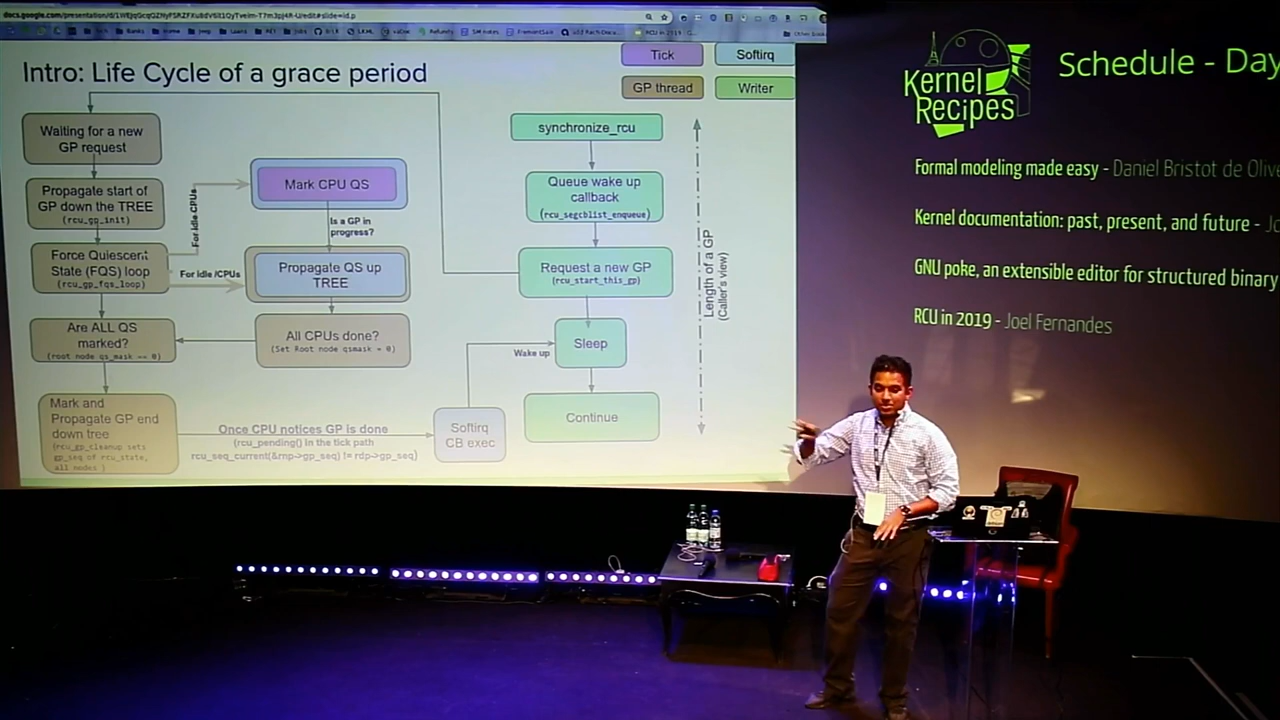 Intro: Life Cycle of a grace period
Tick
Softirq
GP thread
Writer
Waiting for a new
GP request
Propagate start of
GP down the TREE
(rcu_gp_init)
Force Quiescent
State (FQS) loop
(rcu_gp_fqs_loop)
Are ALL QS
marked?
(root node qs_mask == 0)
Mark and
Propagate GP end
down tree
(rcu_gp_cleanup sets
gp_seq of rcu_state,
all nodes )
For idle CPUs
For idle /CPUs
Mark CPU QS
Is a GP in
progress?
Propagate QS up
TREE
All CPUs done?
(Set Root node qsmask = 0)
Once CPU notices GP is done
(rcu_pending() in the tick path
rcu_seq_current(&rnp->gp_seq) != rdp->gp_seq)
Softirq
CB exec
Wake up
synchronize_rcu
Queue wake up
callback
(rcu_segcblist_enqueue)
Request a new GP
(rcu_start_this_gp)
Sleep
Continue
Length of a GP
(Caller's view)
Kernel
Recipes
Schedule - Day
Formal modeling made easy - Daniel Bristot de Olive
Kernel documentation: past, present, and future -
GNU poke, an extensible editor for structured binary
RCU in 2019 - Joel Fernandes